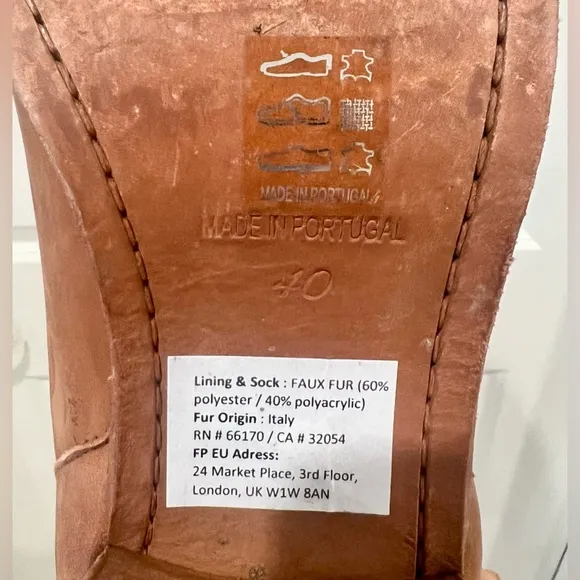 MADE IN PORTUGAL
MADE IN PORTUGAL
40
Lining & Sock : FAUX FUR (60%
polyester / 40% polyacrylic)
Fur Origin : Italy
RN # 66170 / CA # 32054
FP EU Adress:
24 Market Place, 3rd Floor,
London, UK W1W 8AN